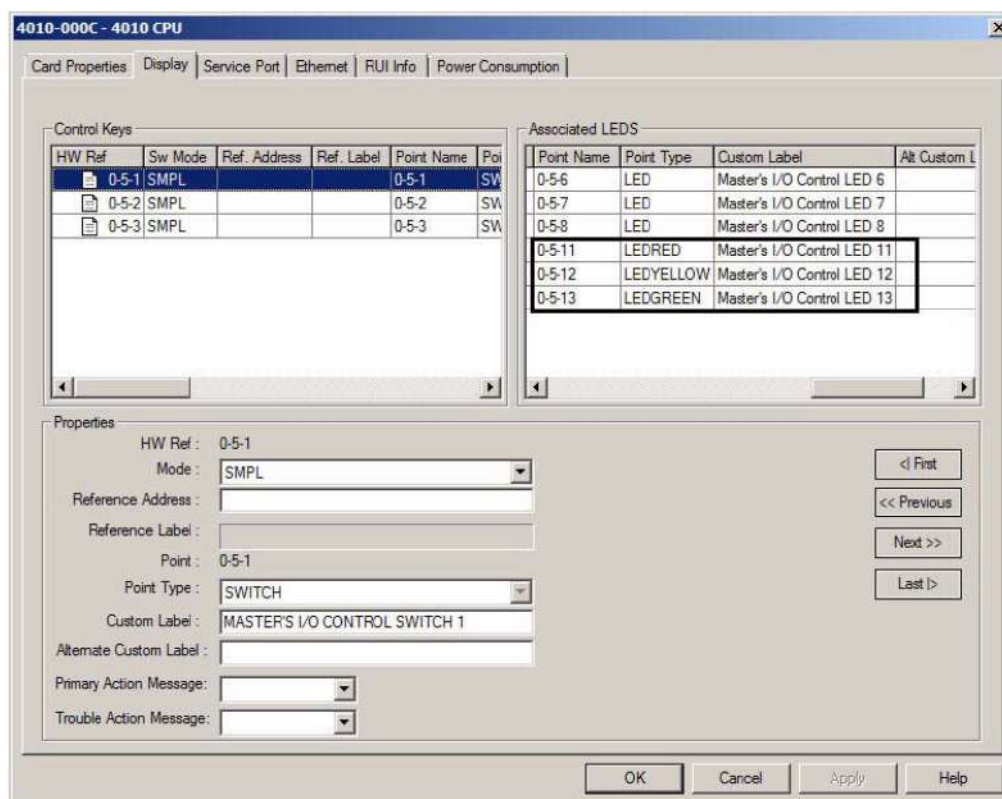 4010-000C - 4010 CPU
Card Properties Display Service Port Ethernet RUI Info Power Consumption
Control Keys
HW Ref Sw Mode Ref. Address Ref. Label Point Name Poi
0-5-1 SMPL 0-5-1 SW
0-5-2 SMPL 0-5-2 SW
0-5-3 SMPL 0-5-3 SW
Associated LEDS
Point Name Point Type Custom Label Alt Custom L
0-5-6 LED Master's I/O Control LED 6
0-5-7 LED Master's I/O Control LED 7
0-5-8 LED Master's I/O Control LED 8
0-5-11 LEDRED Master's I/O Control LED 11
0-5-12 LEDYELLOW Master's I/O Control LED 12
0-5-13 LEDGREEN Master's I/O Control LED 13
Properties
HW Ref : 0-5-1
Mode : SMPL
Reference Address :
Reference Label :
Point : 0-5-1
Point Type : SWITCH
Custom Label : MASTER'S I/O CONTROL SWITCH 1
Alternate Custom Label :
Primary Action Message:
Trouble Action Message:
<| First
<< Previous
Next >>
Last |>
OK Cancel Apply Help